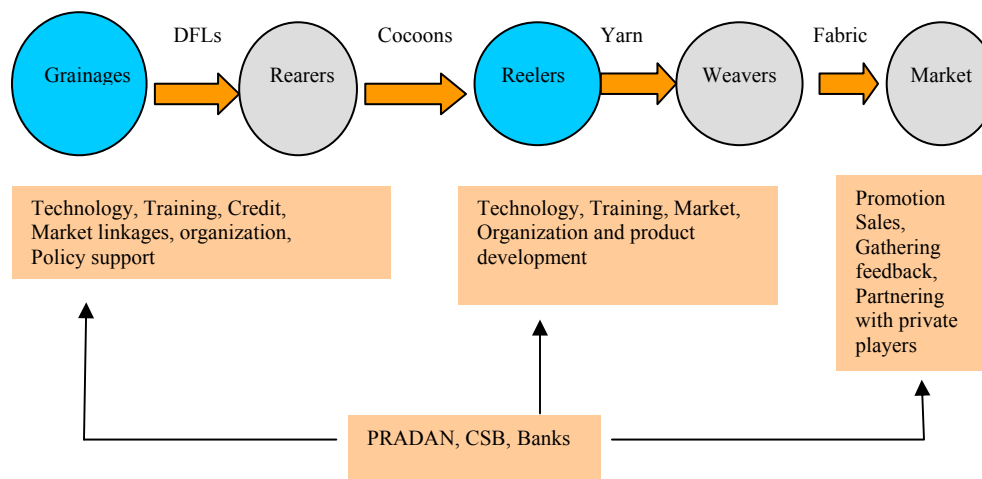 DFLs
Cocoons
Yarn
Fabric
Grainages
Rearers
Reelers
Weavers
Market
Technology, Training, Credit,
Market linkages, organization,
Policy support
Technology, Training, Market,
Organization and product
development
Promotion
Sales,
Gathering
feedback,
Partnering
with private
players
PRADAN, CSB, Banks